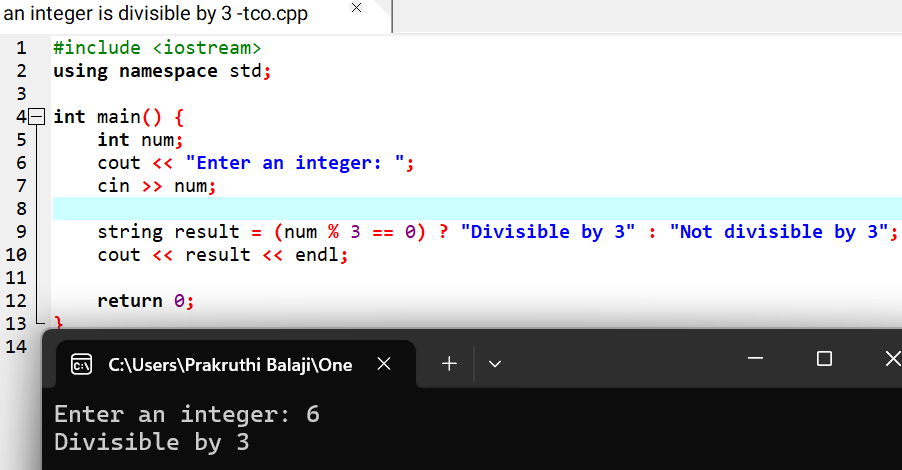 an integer is divisible by 3 -tco.cpp
1 #include <iostream>
2 using namespace std;
3
4 int main() {
5 int num;
6 cout << "Enter an integer: ";
7 cin >> num;
8
9 string result = (num % 3 == 0) ? "Divisible by 3" : "Not divisible by 3";
10 cout << result << endl;
11
12 return 0;
13 }
14
C:\Users\Prakruthi Balaji\One
Enter an integer: 6
Divisible by 3